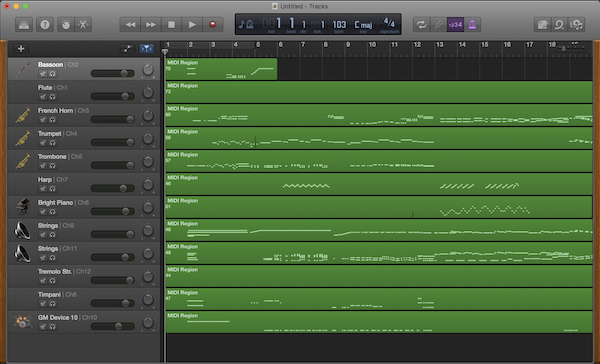 Untitled - Tracks
1 1 1 1 103 C maj 4/4
bar beat div tick bpm key signature
1234
1 2 3 4 5 6 7 8 9 10 11 12 13 14 15 16 17 18 19
Bassoon | Ch2
MIDI Region
Flute | Ch1
MIDI Region
73
French Horn | Ch3
MIDI Region
Trumpet | Ch4
MIDI Region
Trombone | Ch5
MIDI Region
Harp | Ch7
MIDI Region
Bright Piano | Ch8
MIDI Region
Strings | Ch9
MIDI Region
Strings | Ch11
MIDI Region
Tremolo Str. | Ch12
MIDI Region
Timpani | Ch6
MIDI Region
GM Device 10 | Ch10
MIDI Region